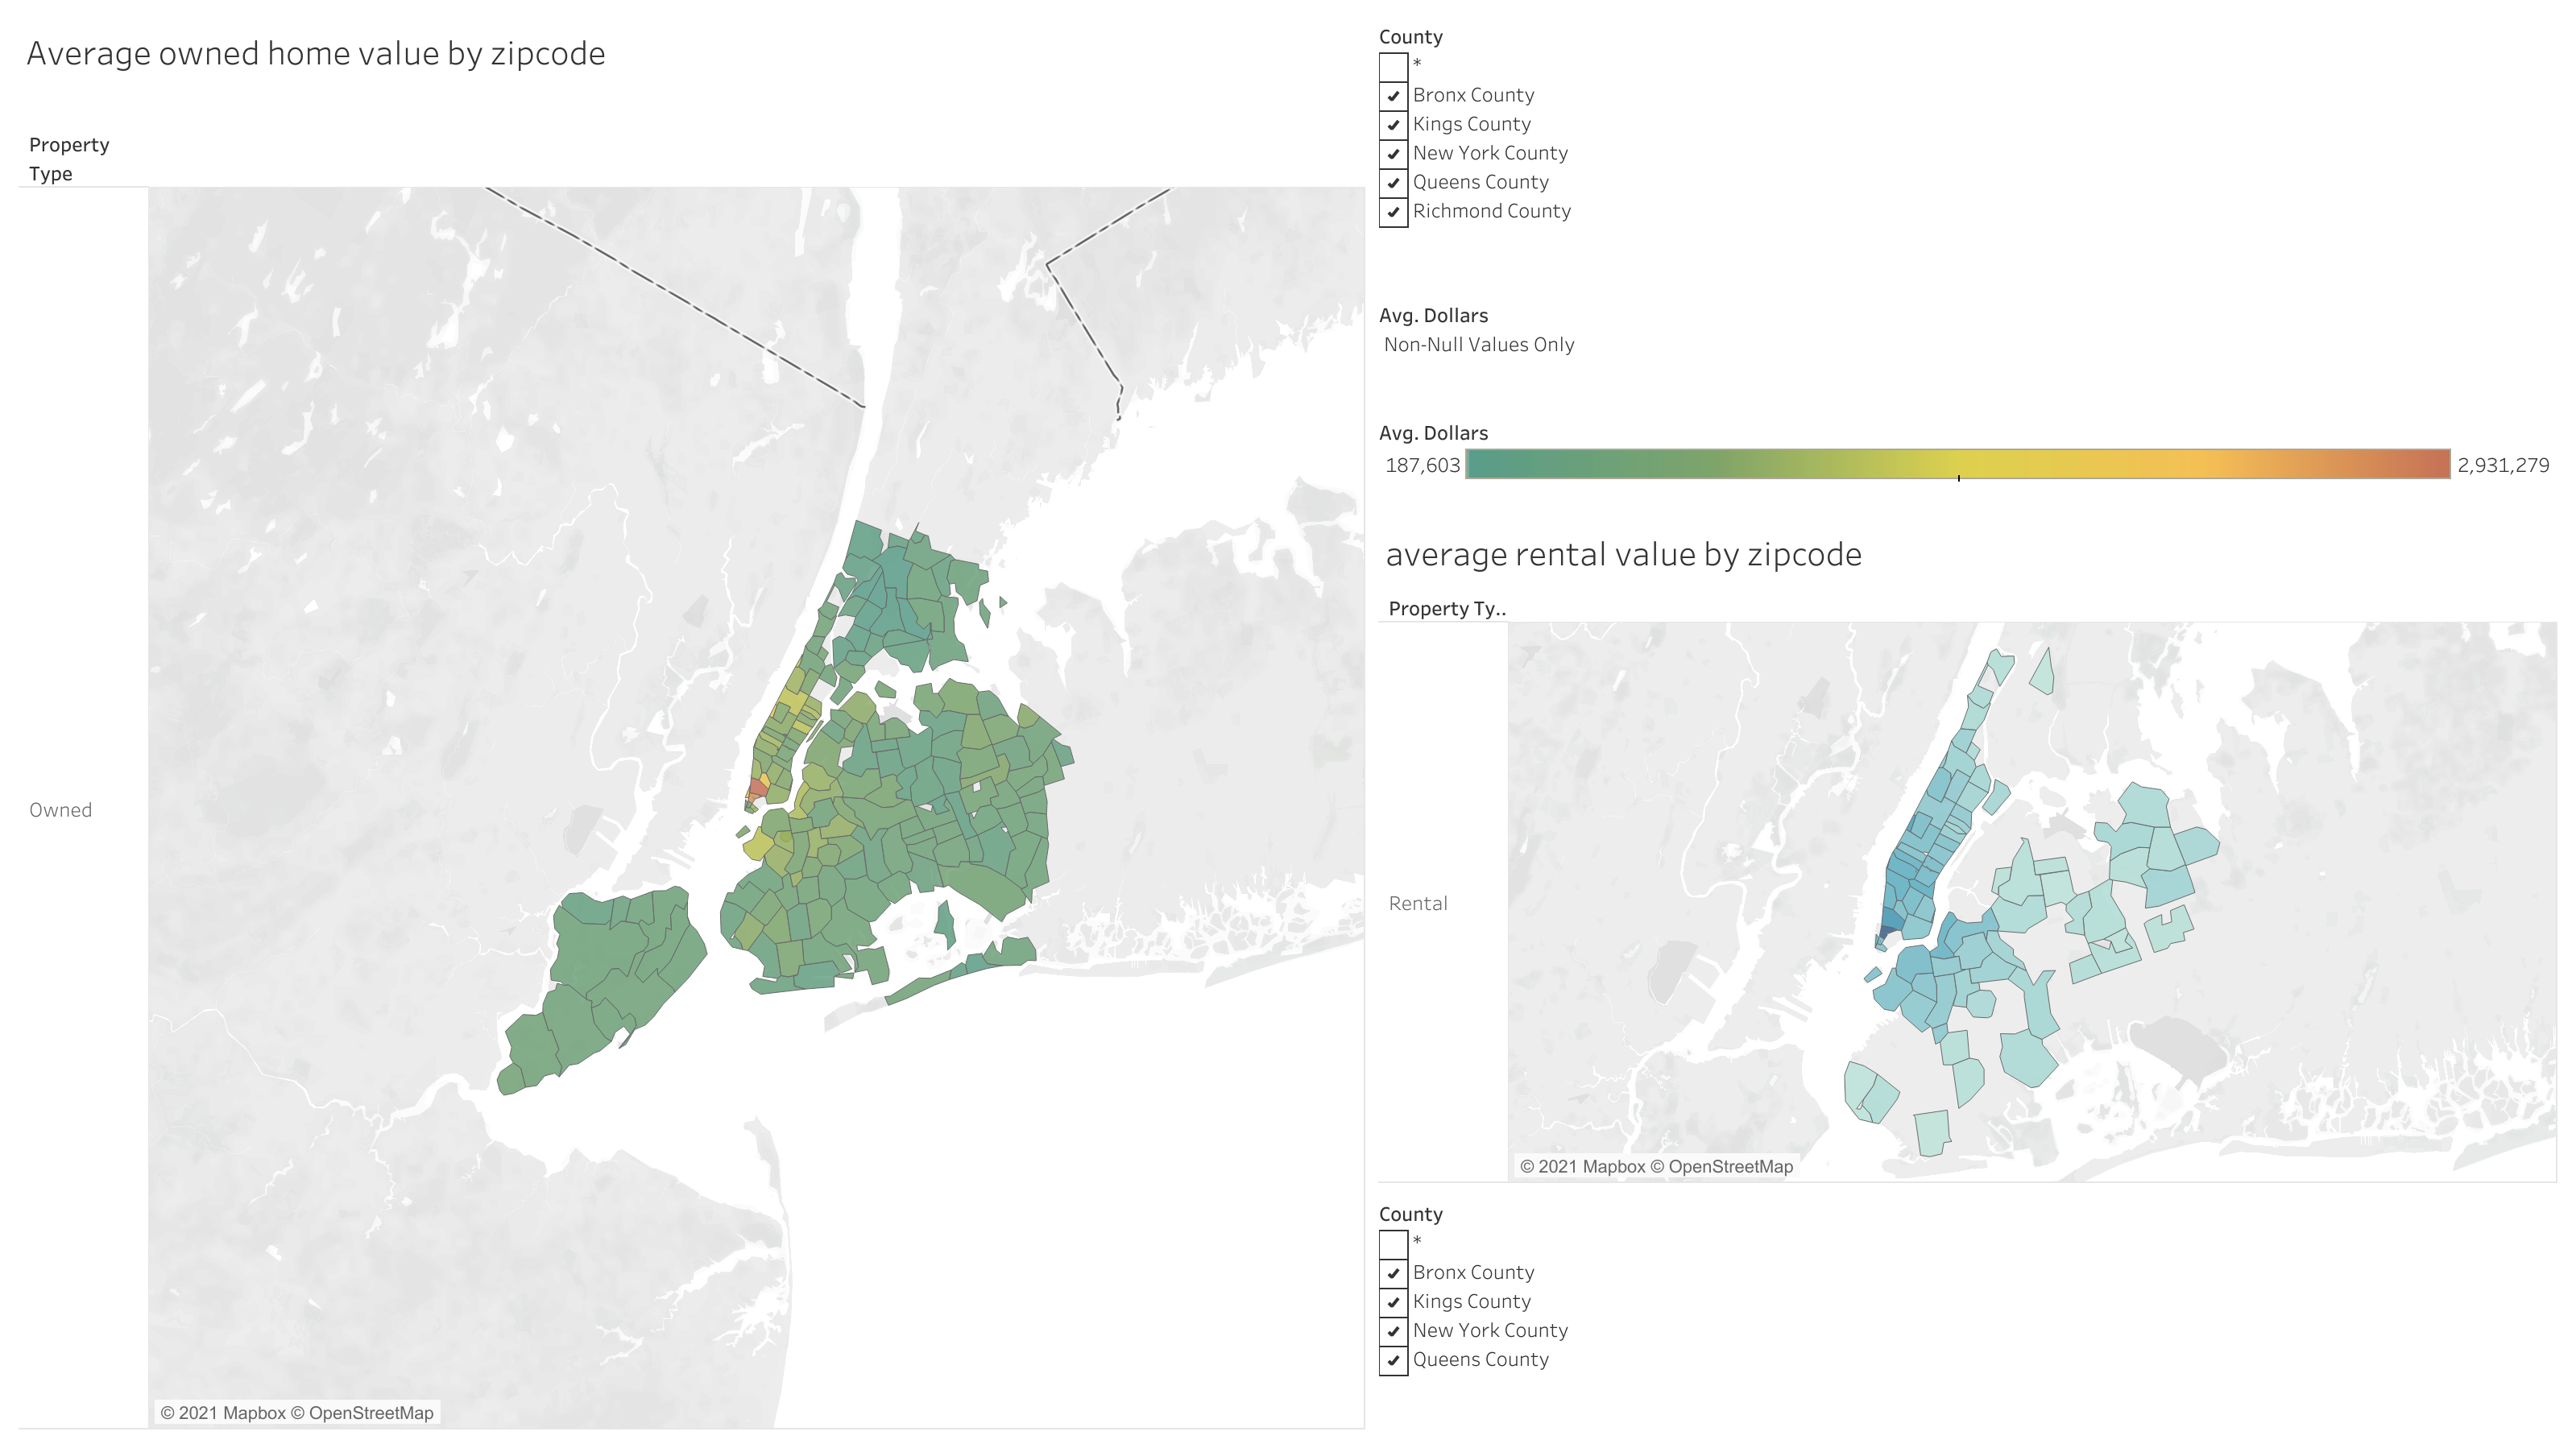 Average owned home value by zipcode
Property
Type
Owned
© 2021 Mapbox © OpenStreetMap
County
*
Bronx County
Kings County
New York County
Queens County
Richmond County
Avg. Dollars
Non-Null Values Only
Avg. Dollars
187,603
2,931,279
average rental value by zipcode
Property Ty..
Rental
© 2021 Mapbox © OpenStreetMap
County
*
Bronx County
Kings County
New York County
Queens County